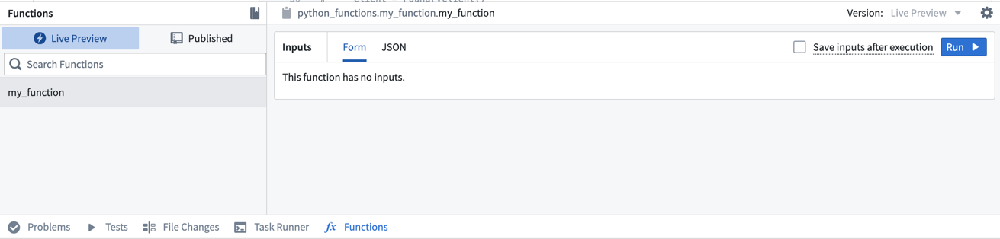 Functions
python_functions.my_function.my_function
Version: Live Preview
Live Preview
Published
Search Functions
my_function
Inputs
Form
JSON
Save inputs after execution
Run
This function has no inputs.
Problems
Tests
File Changes
Task Runner
fx Functions